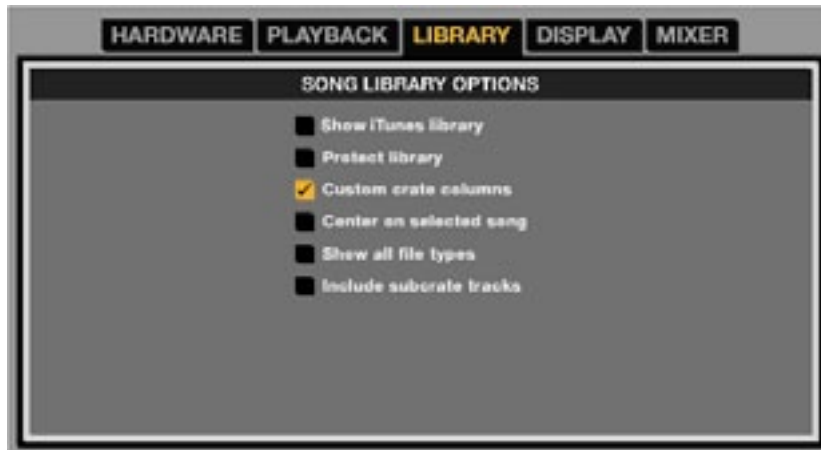 HARDWARE PLAYBACK LIBRARY DISPLAY MIXER
SONG LIBRARY OPTIONS
Show iTunes library
Protect library
Custom crate columns
Center on selected song
Show all file types
Include subcrate tracks